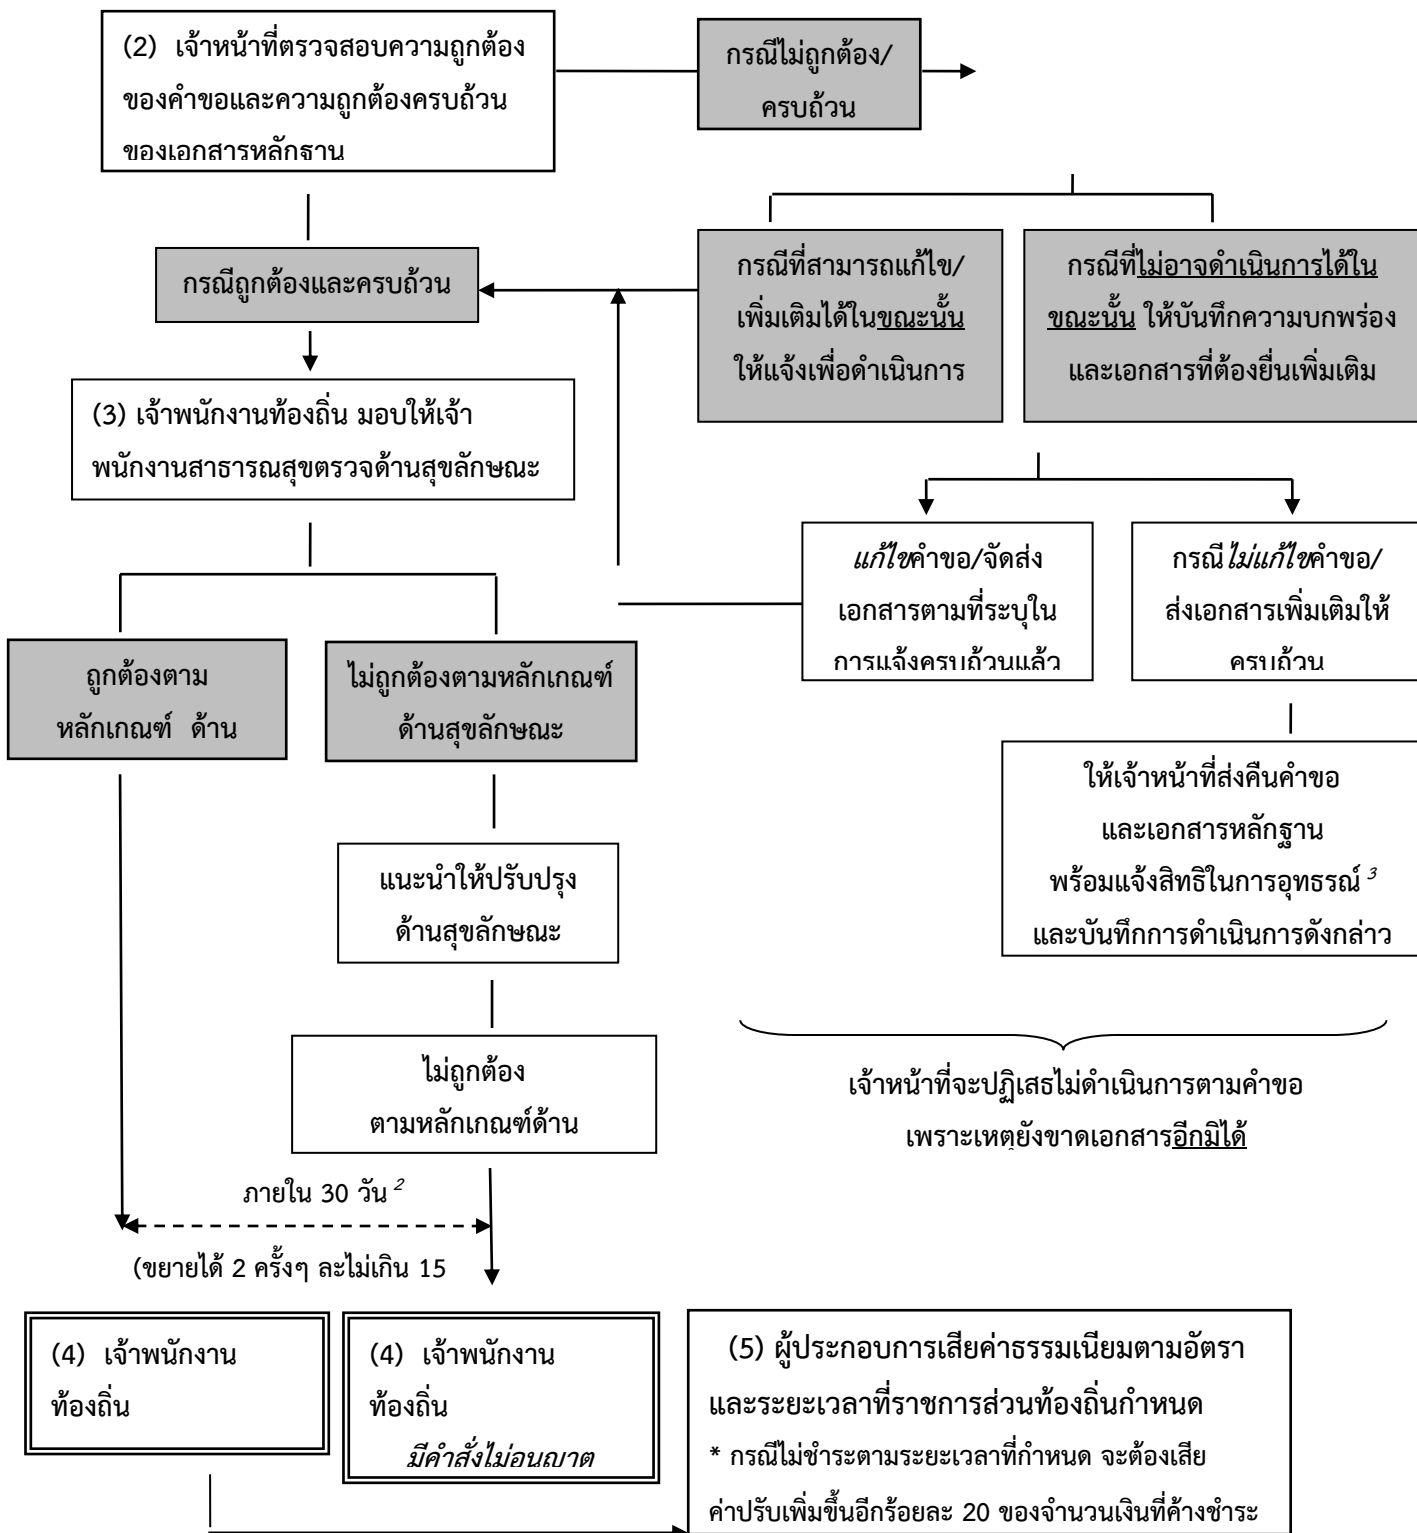 (2) เจ้าหน้าที่ตรวจสอบความถูกต้อง
ของคำขอและความถูกต้องครบถ้วน
ของเอกสารหลักฐาน
กรณีไม่ถูกต้อง/
ครบถ้วน
กรณีถูกต้องและครบถ้วน
กรณีที่สามารถแก้ไข/
เพิ่มเติมได้ในขณะนั้น
ให้แจ้งเพื่อดำเนินการ
กรณีที่ไม่อาจดำเนินการได้ใน
ขณะนั้น ให้บันทึกความบกพร่อง
และเอกสารที่ต้องยื่นเพิ่มเติม
(3) เจ้าพนักงานท้องถิ่น มอบให้เจ้า
พนักงานสาธารณสุขตรวจด้านสุขลักษณะ
แก้ไขคำขอ/จัดส่ง
เอกสารตามที่ระบุใน
การแจ้งครบถ้วนแล้ว
กรณีไม่แก้ไขคำขอ/
ส่งเอกสารเพิ่มเติมให้
ครบถ้วน
ถูกต้องตาม
หลักเกณฑ์ ด้าน
ไม่ถูกต้องตามหลักเกณฑ์
ด้านสุขลักษณะ
ให้เจ้าหน้าที่ส่งคืนคำขอ
และเอกสารหลักฐาน
พร้อมแจ้งสิทธิในการอุทธรณ์ 3
และบันทึกการดำเนินการดังกล่าว
แนะนำให้ปรับปรุง
ด้านสุขลักษณะ
ไม่ถูกต้อง
ตามหลักเกณฑ์ด้าน
เจ้าหน้าที่จะปฏิเสธไม่ดำเนินการตามคำขอ
เพราะเหตุยังขาดเอกสารอีกมิได้
ภายใน 30 วัน 2
(ขยายได้ 2 ครั้งๆ ละไม่เกิน 15
(4) เจ้าพนักงาน
ท้องถิ่น
(4) เจ้าพนักงาน
ท้องถิ่น
มีคำสั่งไม่อนุญาต
(5) ผู้ประกอบการเสียค่าธรรมเนียมตามอัตรา
และระยะเวลาที่ราชการส่วนท้องถิ่นกำหนด
* กรณีไม่ชำระตามระยะเวลาที่กำหนด จะต้องเสีย
ค่าปรับเพิ่มขึ้นอีกร้อยละ 20 ของจำนวนเงินที่ค้างชำระ